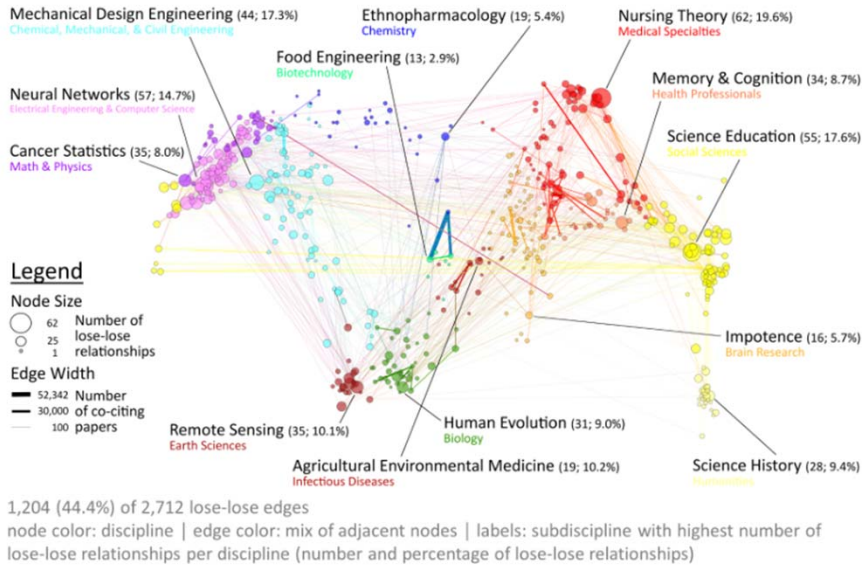 Mechanical Design Engineering (44; 17.3%)
Chemical, Mechanical, & Civil Engineering
Ethnopharmacology (19; 5.4%)
Chemistry
Nursing Theory (62; 19.6%)
Medical Specialties
Food Engineering (13; 2.9%)
Biotechnology
Neural Networks (57; 14.7%)
Electrical Engineering & Computer Science
Memory & Cognition (34; 8.7%)
Health Professionals
Cancer Statistics (35; 8.0%)
Math & Physics
Science Education (55; 17.6%)
Social Sciences
Legend
Node Size
62 Number of
25 lose-lose
1 relationships
Edge Width
52,342 Number
30,000 of co-citing
100 papers
Impotence (16; 5.7%)
Brain Research
Remote Sensing (35; 10.1%)
Earth Sciences
Human Evolution (31; 9.0%)
Biology
Agricultural Environmental Medicine (19; 10.2%)
Infectious Diseases
Science History (28; 9.4%)
Humanities
1,204 (44.4%) of 2,712 lose-lose edges
node color: discipline | edge color: mix of adjacent nodes | labels: subdiscipline with highest number of
lose-lose relationships per discipline (number and percentage of lose-lose relationships)